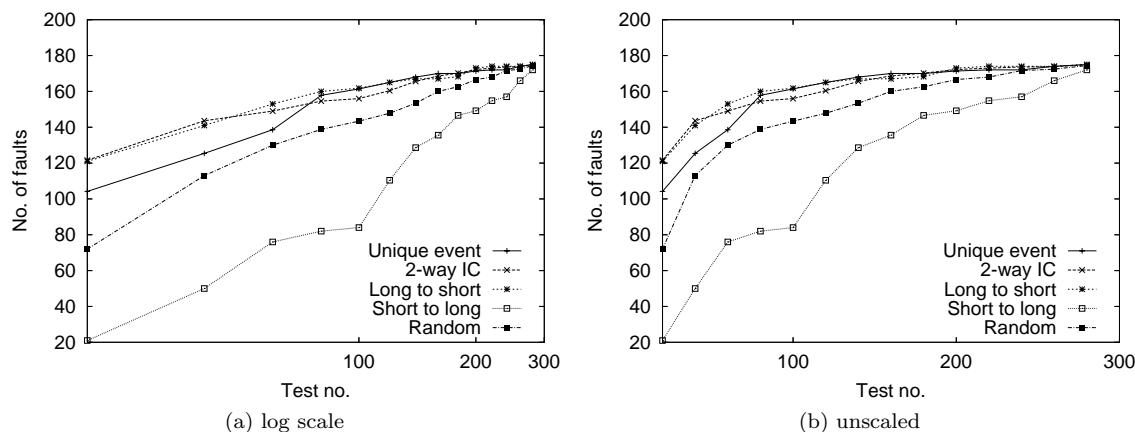 200
180
160
140
120
100
80
60
40
20
No. of faults
Unique event
2-way IC
Long to short
Short to long
Random
100
200
300
Test no.
(a) log scale
200
180
160
140
120
100
80
60
40
20
No. of faults
Unique event
2-way IC
Long to short
Short to long
Random
100
200
300
Test no.
(b) unscaled